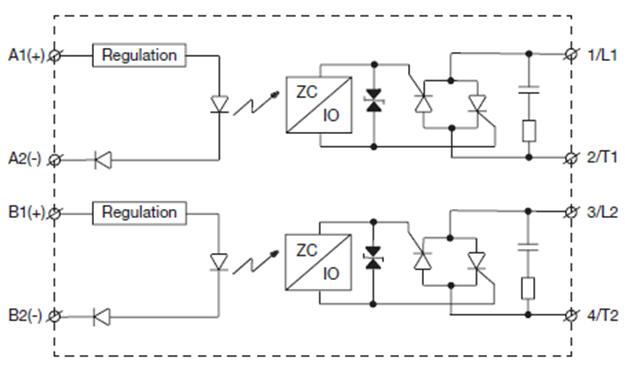 A1(+) Regulation 1/L1
ZC
IO
A2(-) 2/T1
B1(+) Regulation 3/L2
ZC
IO
B2(-) 4/T2